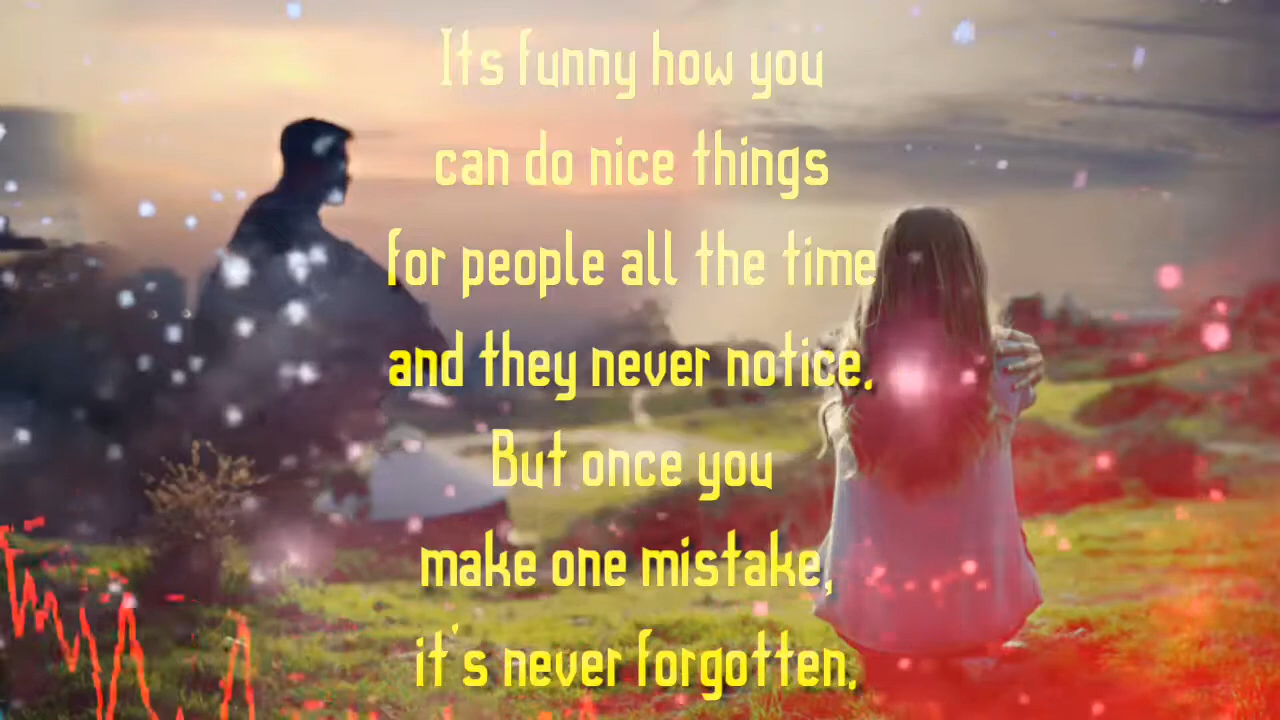 Its funny how you
can do nice things
for people all the time
and they never notice.
But once you
make one mistake,
it's never forgotten.